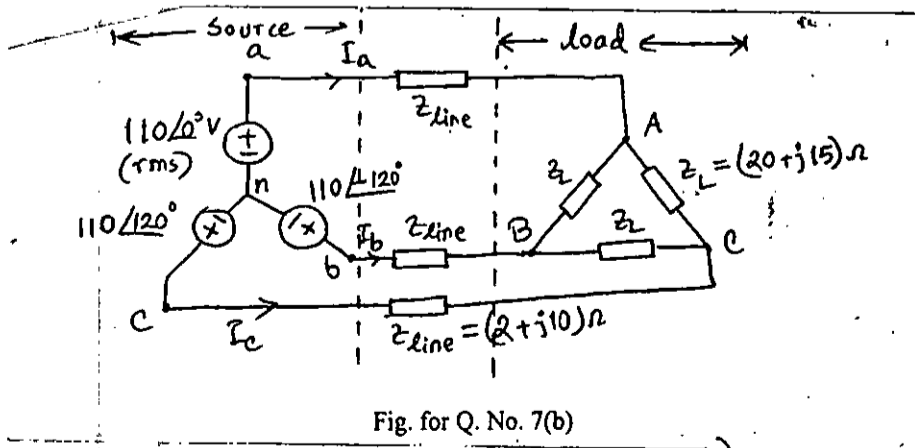 source
load
a
I_a
Z_line
A
110∠0° V
(rms)
n
110∠-120°
110∠120°
Z_L
Z_L = (20+j15)Ω
B
Z_L
C
I_b
Z_line
b
C
I_c
Z_line = (2+j10)Ω
Fig. for Q. No. 7(b)